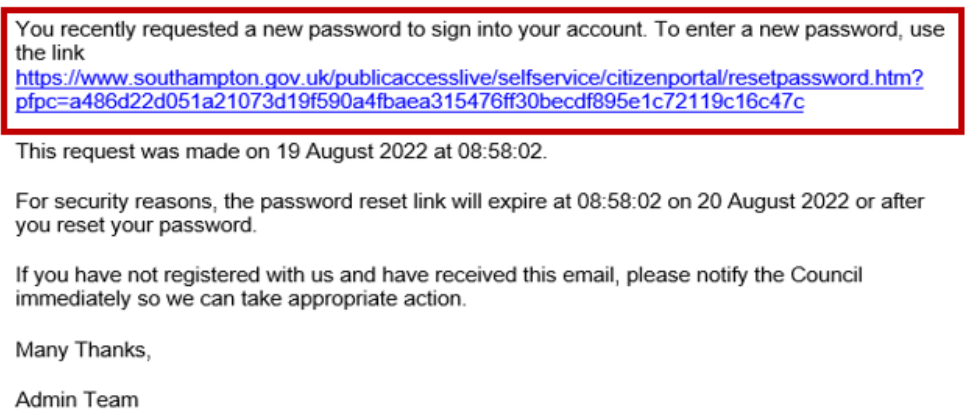 You recently requested a new password to sign into your account. To enter a new password, use
the link
https://www.southampton.gov.uk/publicaccesslive/selfservice/citizenportal/resetpassword.htm?
pfpc=a486d22d051a21073d19f590a4fbaea315476ff30becdf895e1c72119c16c47c
This request was made on 19 August 2022 at 08:58:02.
For security reasons, the password reset link will expire at 08:58:02 on 20 August 2022 or after
you reset your password.
If you have not registered with us and have received this email, please notify the Council
immediately so we can take appropriate action.
Many Thanks,
Admin Team